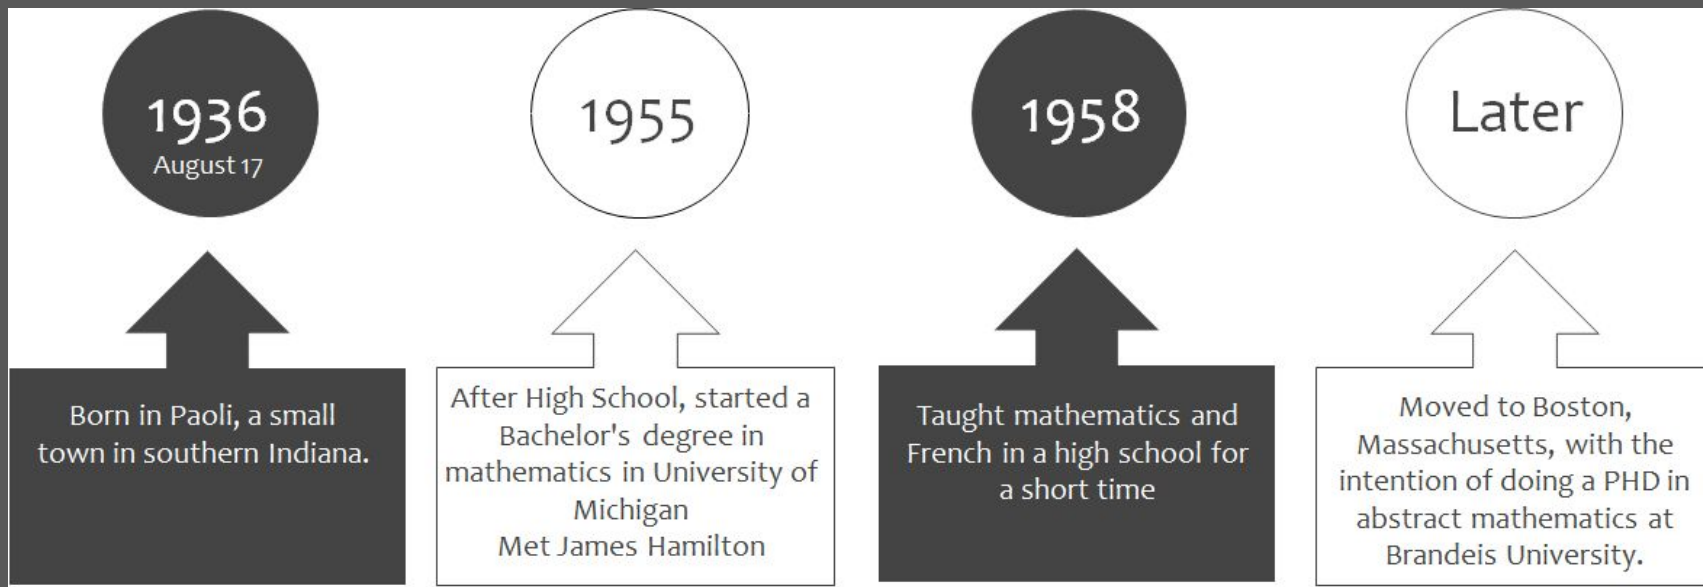 1936
August 17
1955
1958
Later
Born in Paoli, a small
town in southern Indiana.
After High School, started a
Bachelor's degree in
mathematics in University of
Michigan
Met James Hamilton
Taught mathematics and
French in a high school for
a short time
Moved to Boston,
Massachusetts, with the
intention of doing a PHD in
abstract mathematics at
Brandeis University.